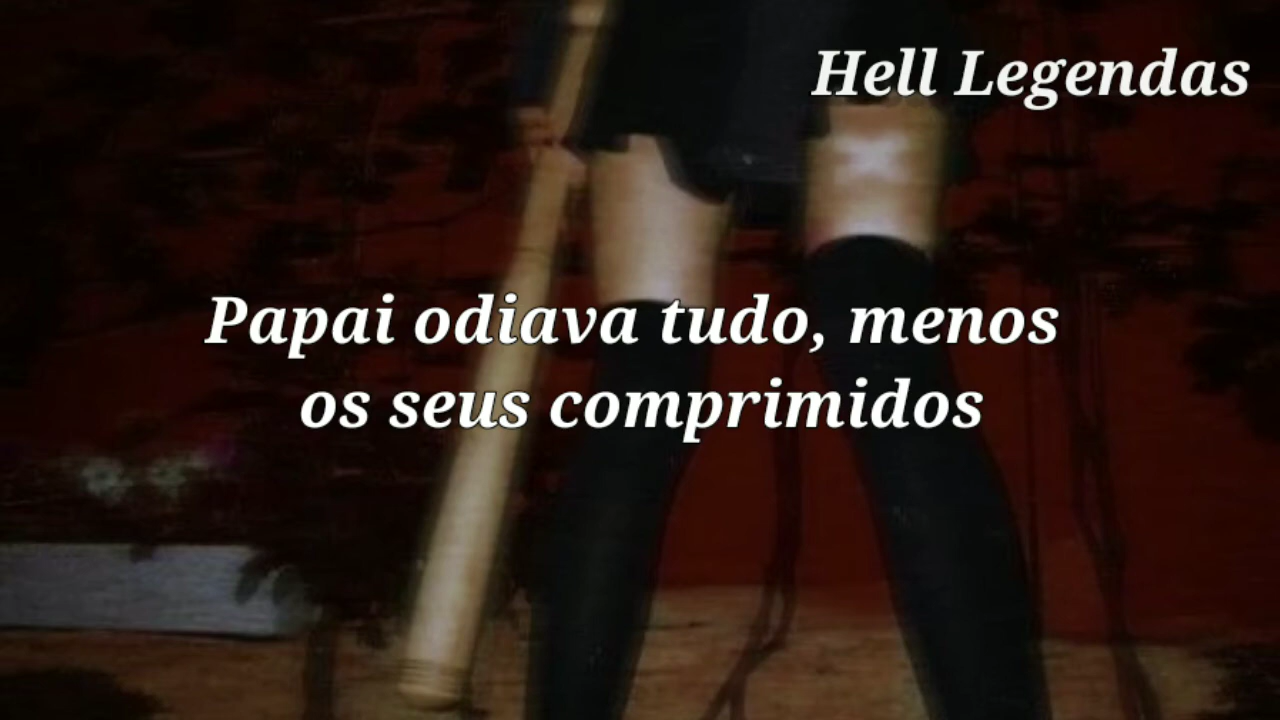 Hell Legendas
Papai odiava tudo, menos
os seus comprimidos